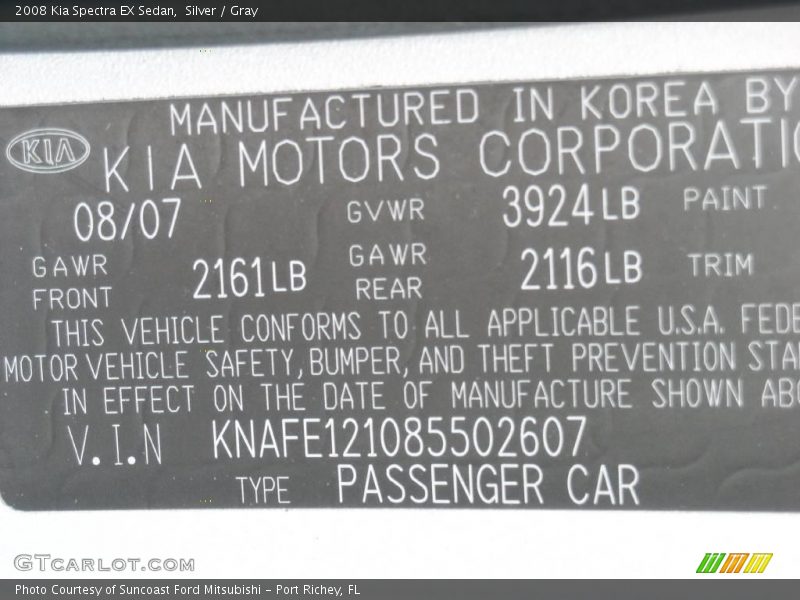 2008 Kia Spectra EX Sedan,  Silver / Gray
MANUFACTURED IN KOREA BY
KIA KIA MOTORS CORPORATIO
08/07 GVWR 3924LB PAINT
GAWR FRONT 2161LB GAWR REAR 2116LB TRIM
THIS VEHICLE CONFORMS TO ALL APPLICABLE U.S.A. FEDE
MOTOR VEHICLE SAFETY, BUMPER, AND THEFT PREVENTION STA
IN EFFECT ON THE DATE OF MANUFACTURE SHOWN ABO
V.I.N KNAFE121085502607
TYPE PASSENGER CAR
GTCARLOT.COM
Photo Courtesy of Suncoast Ford Mitsubishi – Port Richey, FL